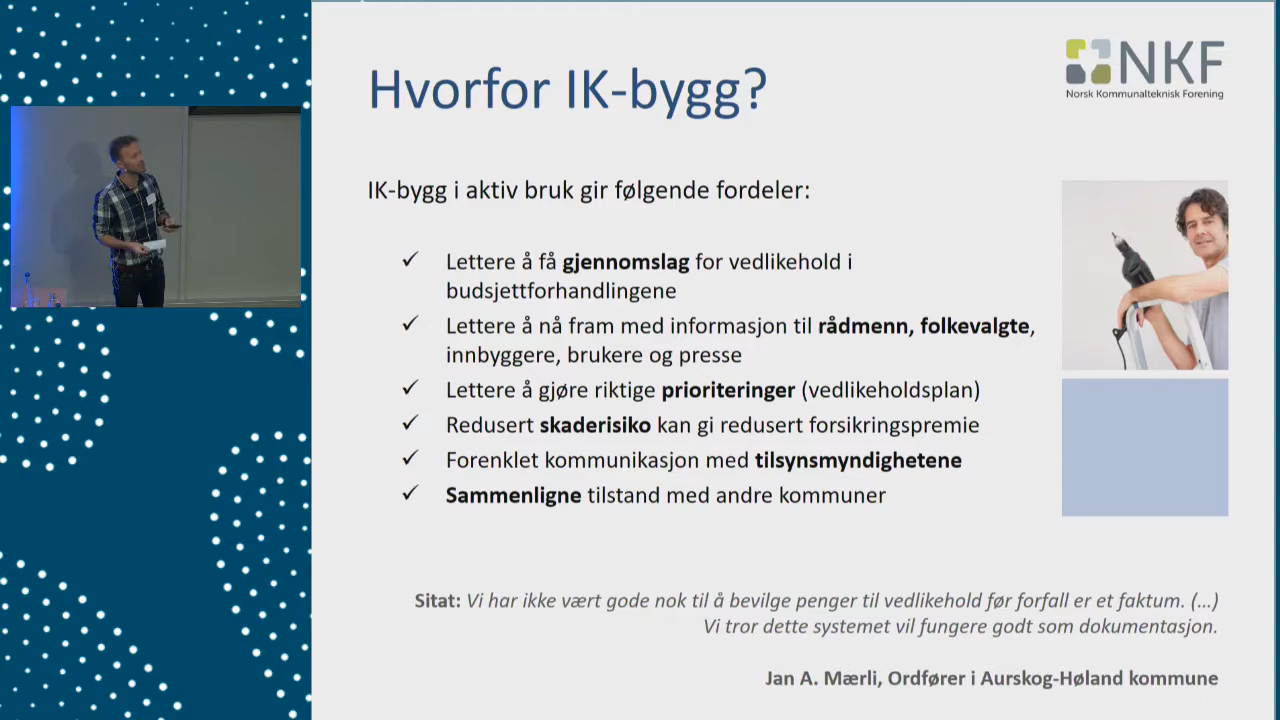 Hvorfor IK-bygg?
NKF
Norsk Kommunalteknisk Forening
IK-bygg i aktiv bruk gir følgende fordeler:
✓ Lettere å få gjennomslag for vedlikehold i
budsjettforhandlingene
✓ Lettere å nå fram med informasjon til rådmenn, folkevalgte,
innbyggere, brukere og presse
✓ Lettere å gjøre riktige prioriteringer (vedlikeholdsplan)
✓ Redusert skaderisiko kan gi redusert forsikringspremie
✓ Forenklet kommunikasjon med tilsynsmyndighetene
✓ Sammenligne tilstand med andre kommuner
Sitat: Vi har ikke vært gode nok til å bevilge penger til vedlikehold før forfall er et faktum. (...)
Vi tror dette systemet vil fungere godt som dokumentasjon.
Jan A. Mærli, Ordfører i Aurskog-Høland kommune